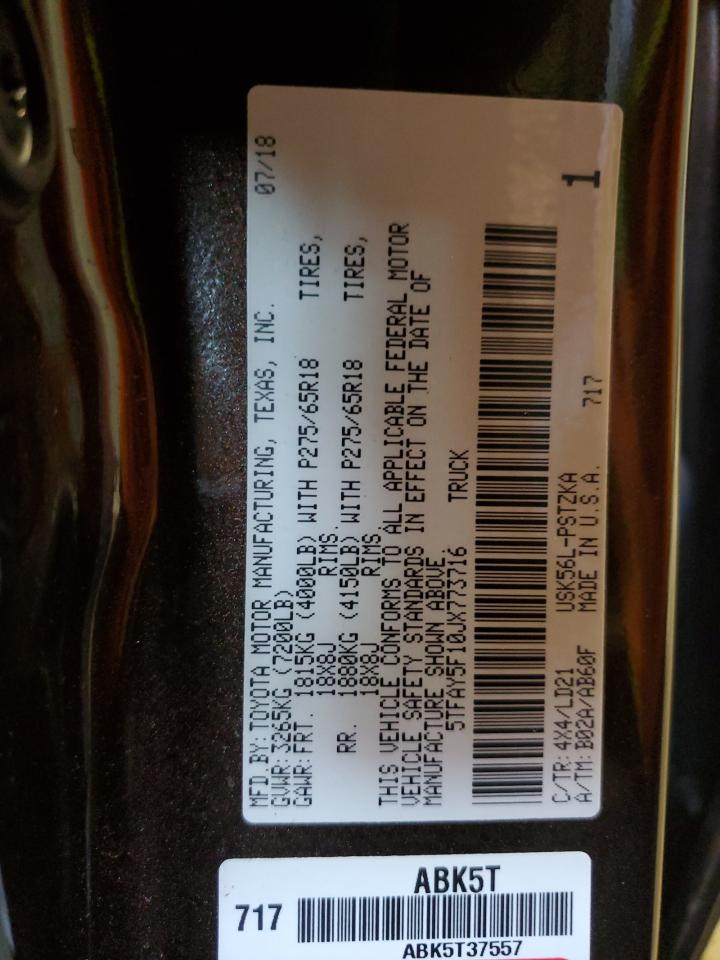 MFD.BY: TOYOTA MOTOR MANUFACTURING, TEXAS, INC. 07/18
GVWR: 3265KG (7200LB)
GAWR: FRT. 1815KG (4000LB) WITH P275/65R18 TIRES,
18X8J RIMS.
RR. 1880KG (4150LB) WITH P275/65R18 TIRES,
18X8J RIMS.
THIS VEHICLE CONFORMS TO ALL APPLICABLE FEDERAL MOTOR
VEHICLE SAFETY STANDARDS IN EFFECT ON THE DATE OF
MANUFACTURE SHOWN ABOVE.
5TFAY5F10JX773716 TRUCK
C/TR: 4X4/LD21 USK56L-PSTZKA 1
A/TM: B02A/AB60F MADE IN U.S.A. 717
ABK5T
717
ABK5T37557